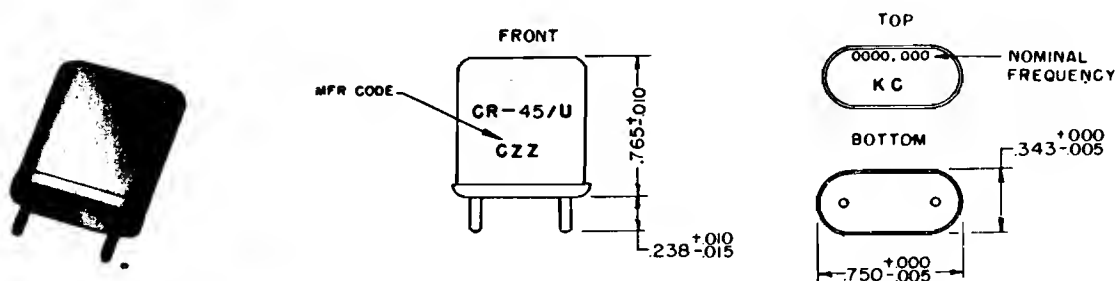 FRONT
MFR CODE
CR-45/U
CZZ
.765±.010
.238+.010-.015
TOP
0000.000
KC
NOMINAL
FREQUENCY
BOTTOM
.343+.000-.005
.750+.000-.005